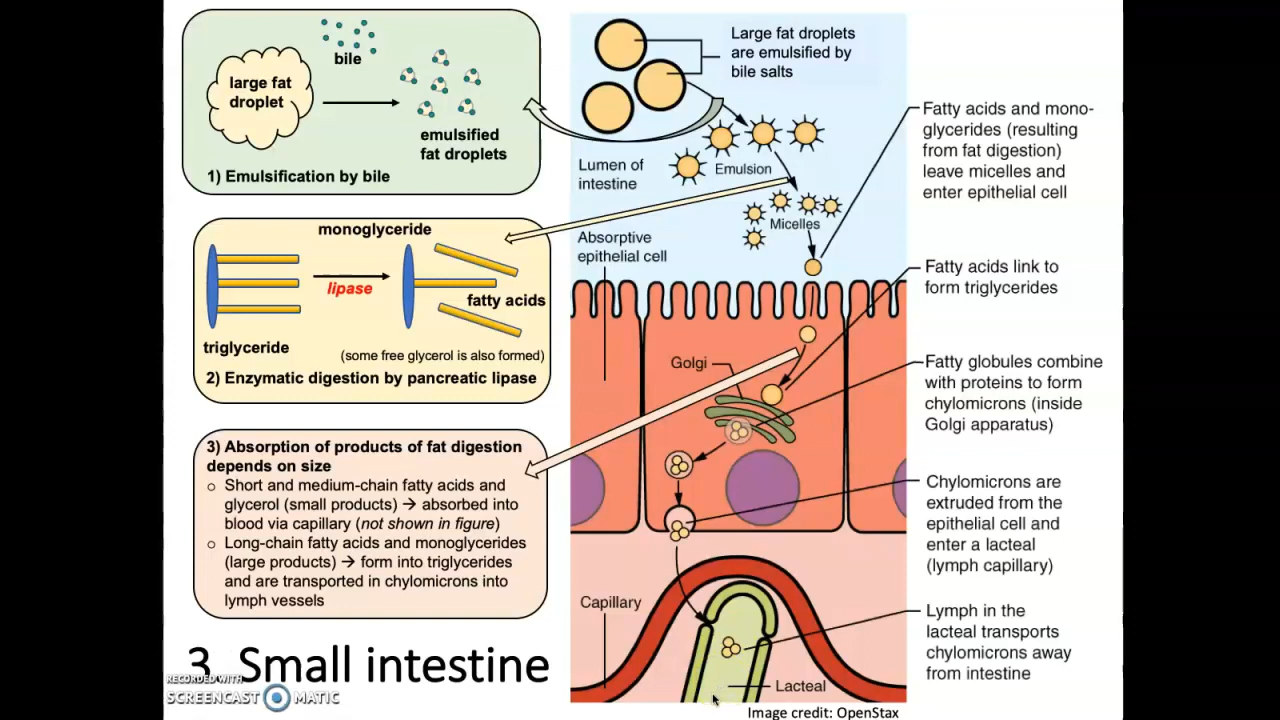 bile
large fat
droplet
emulsified
fat droplets
1) Emulsification by bile
monoglyceride
lipase
fatty acids
triglyceride
(some free glycerol is also formed)
2) Enzymatic digestion by pancreatic lipase
3) Absorption of products of fat digestion
depends on size
○ Short and medium-chain fatty acids and
glycerol (small products) → absorbed into
blood via capillary (not shown in figure)
○ Long-chain fatty acids and monoglycerides
(large products) → form into triglycerides
and are transported in chylomicrons into
lymph vessels
3. Small intestine
RECORDED WITH
SCREENCAST MATIC
Large fat droplets
are emulsified by
bile salts
Lumen of
intestine
Emulsion
Micelles
Absorptive
epithelial cell
Golgi
Capillary
Lacteal
Fatty acids and mono-
glycerides (resulting
from fat digestion)
leave micelles and
enter epithelial cell
Fatty acids link to
form triglycerides
Fatty globules combine
with proteins to form
chylomicrons (inside
Golgi apparatus)
Chylomicrons are
extruded from the
epithelial cell and
enter a lacteal
(lymph capillary)
Lymph in the
lacteal transports
chylomicrons away
from intestine
Image credit: OpenStax